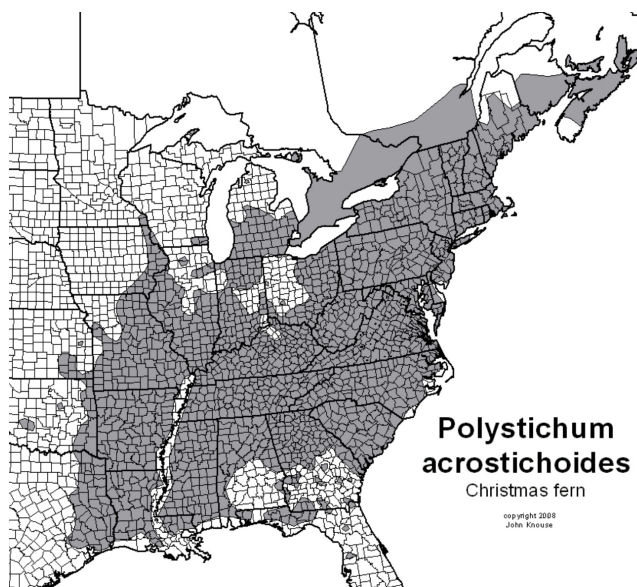 Polystichum
acrostichoides
Christmas fern
copyright 2008
John Knouse